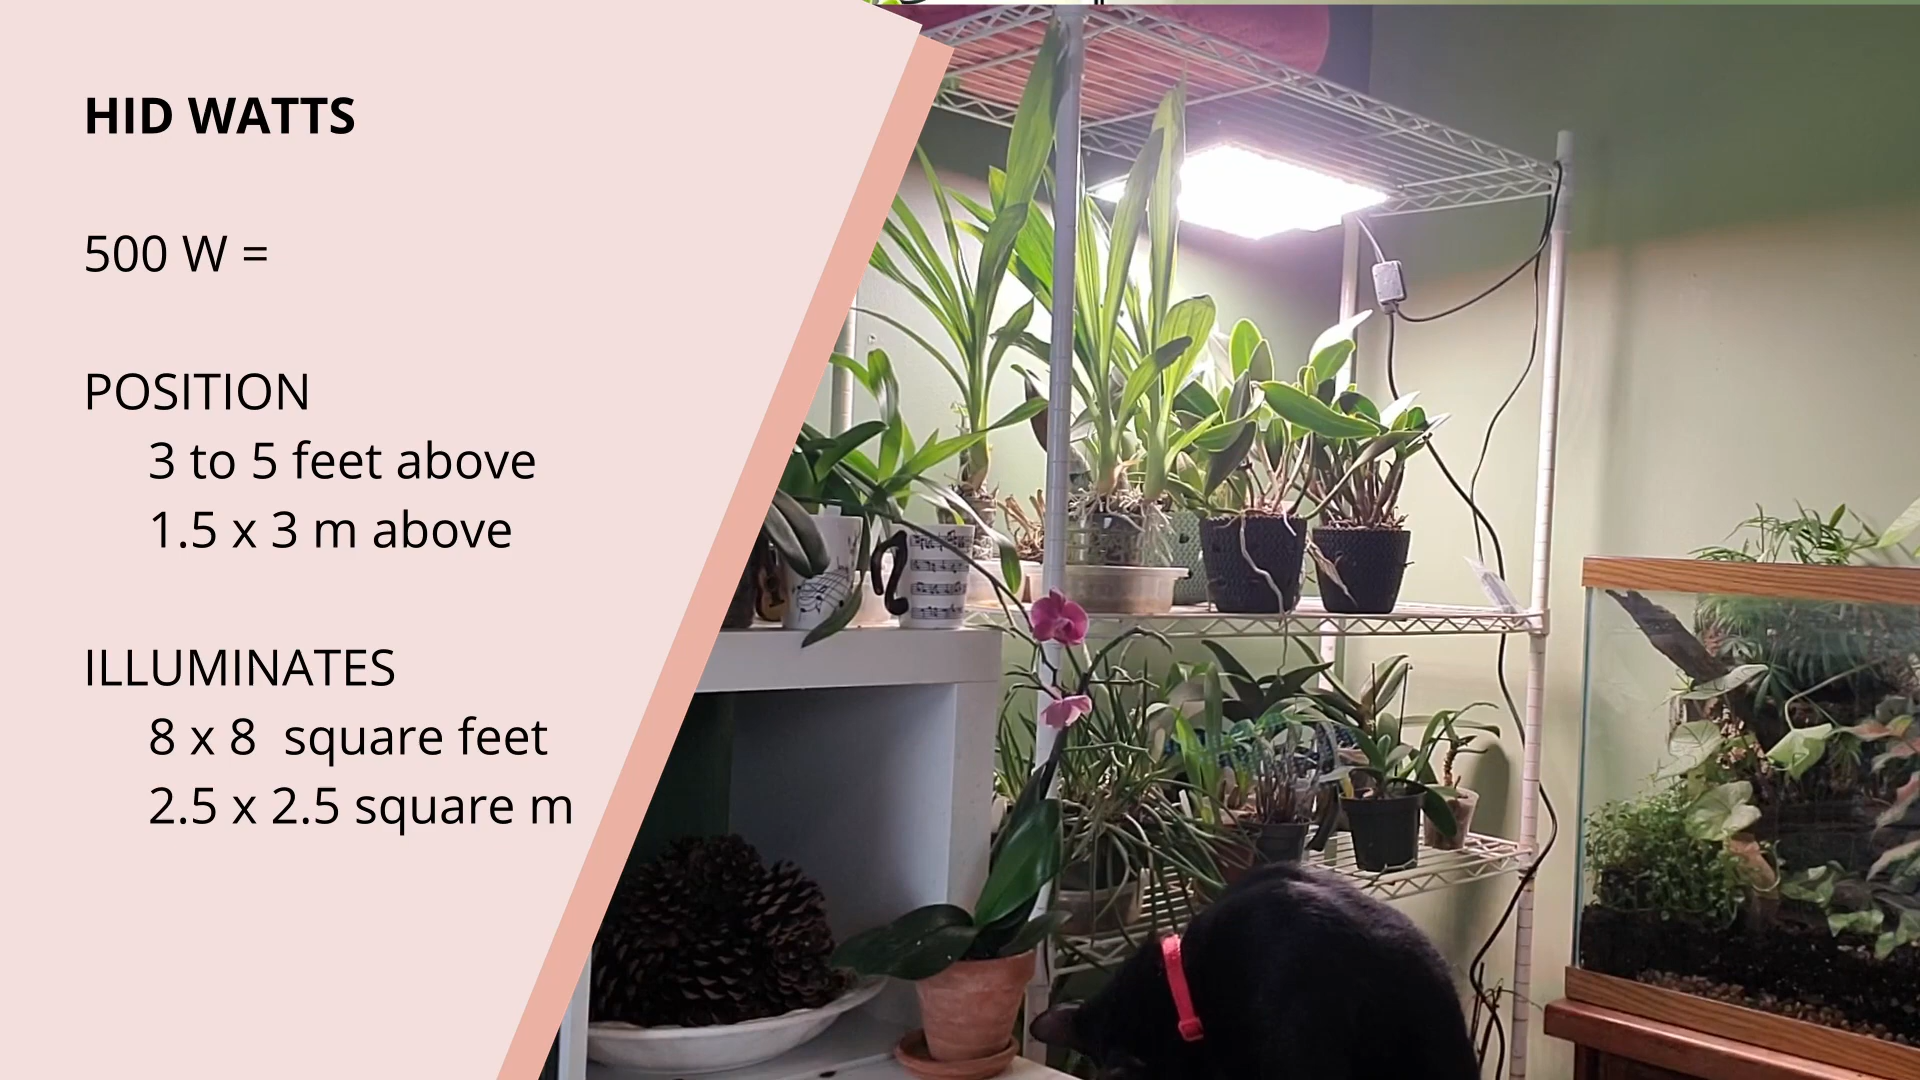 HID WATTS
500 W =
POSITION
3 to 5 feet above
1.5 x 3 m above
ILLUMINATES
8 x 8  square feet
2.5 x 2.5 square m